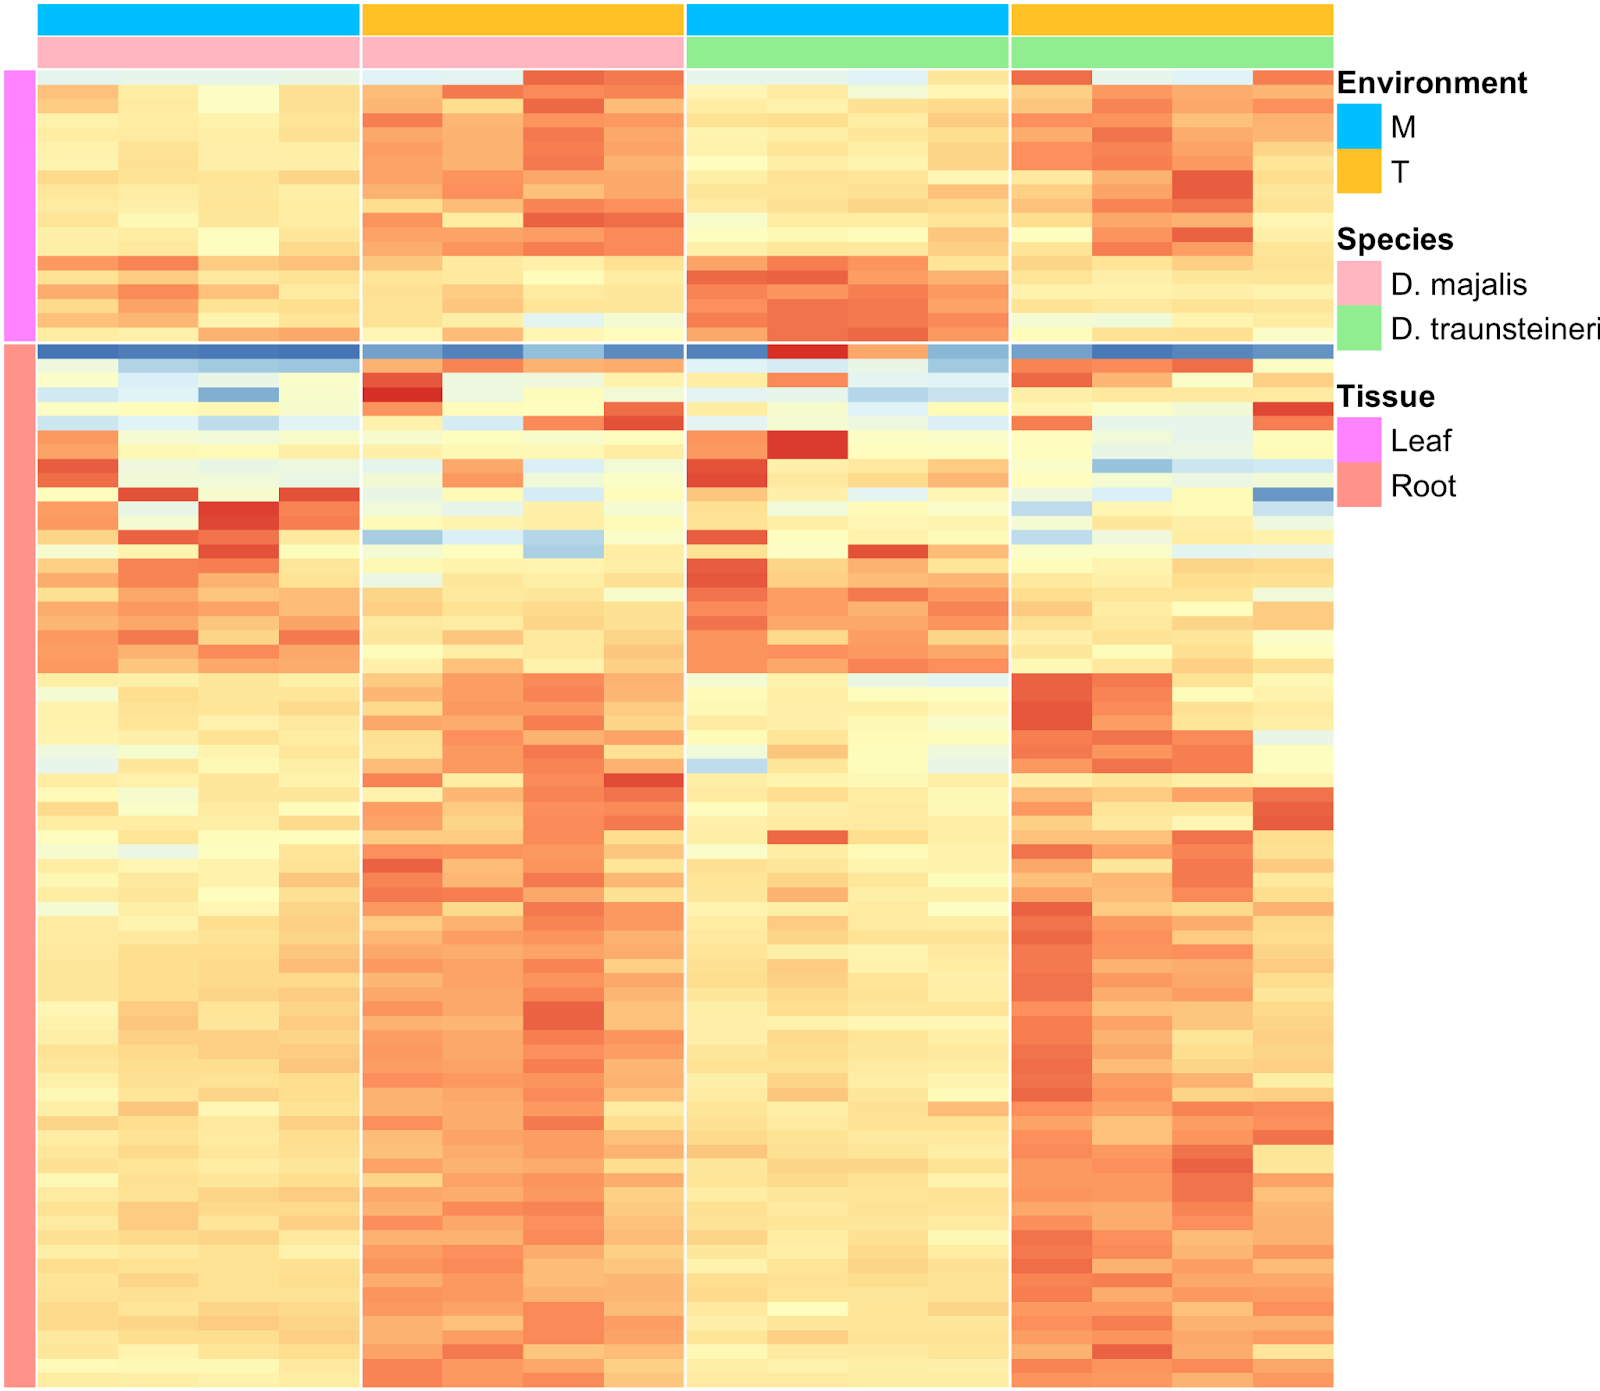 Environment
M
T
Species
D. majalis
D. traunsteineri
Tissue
Leaf
Root